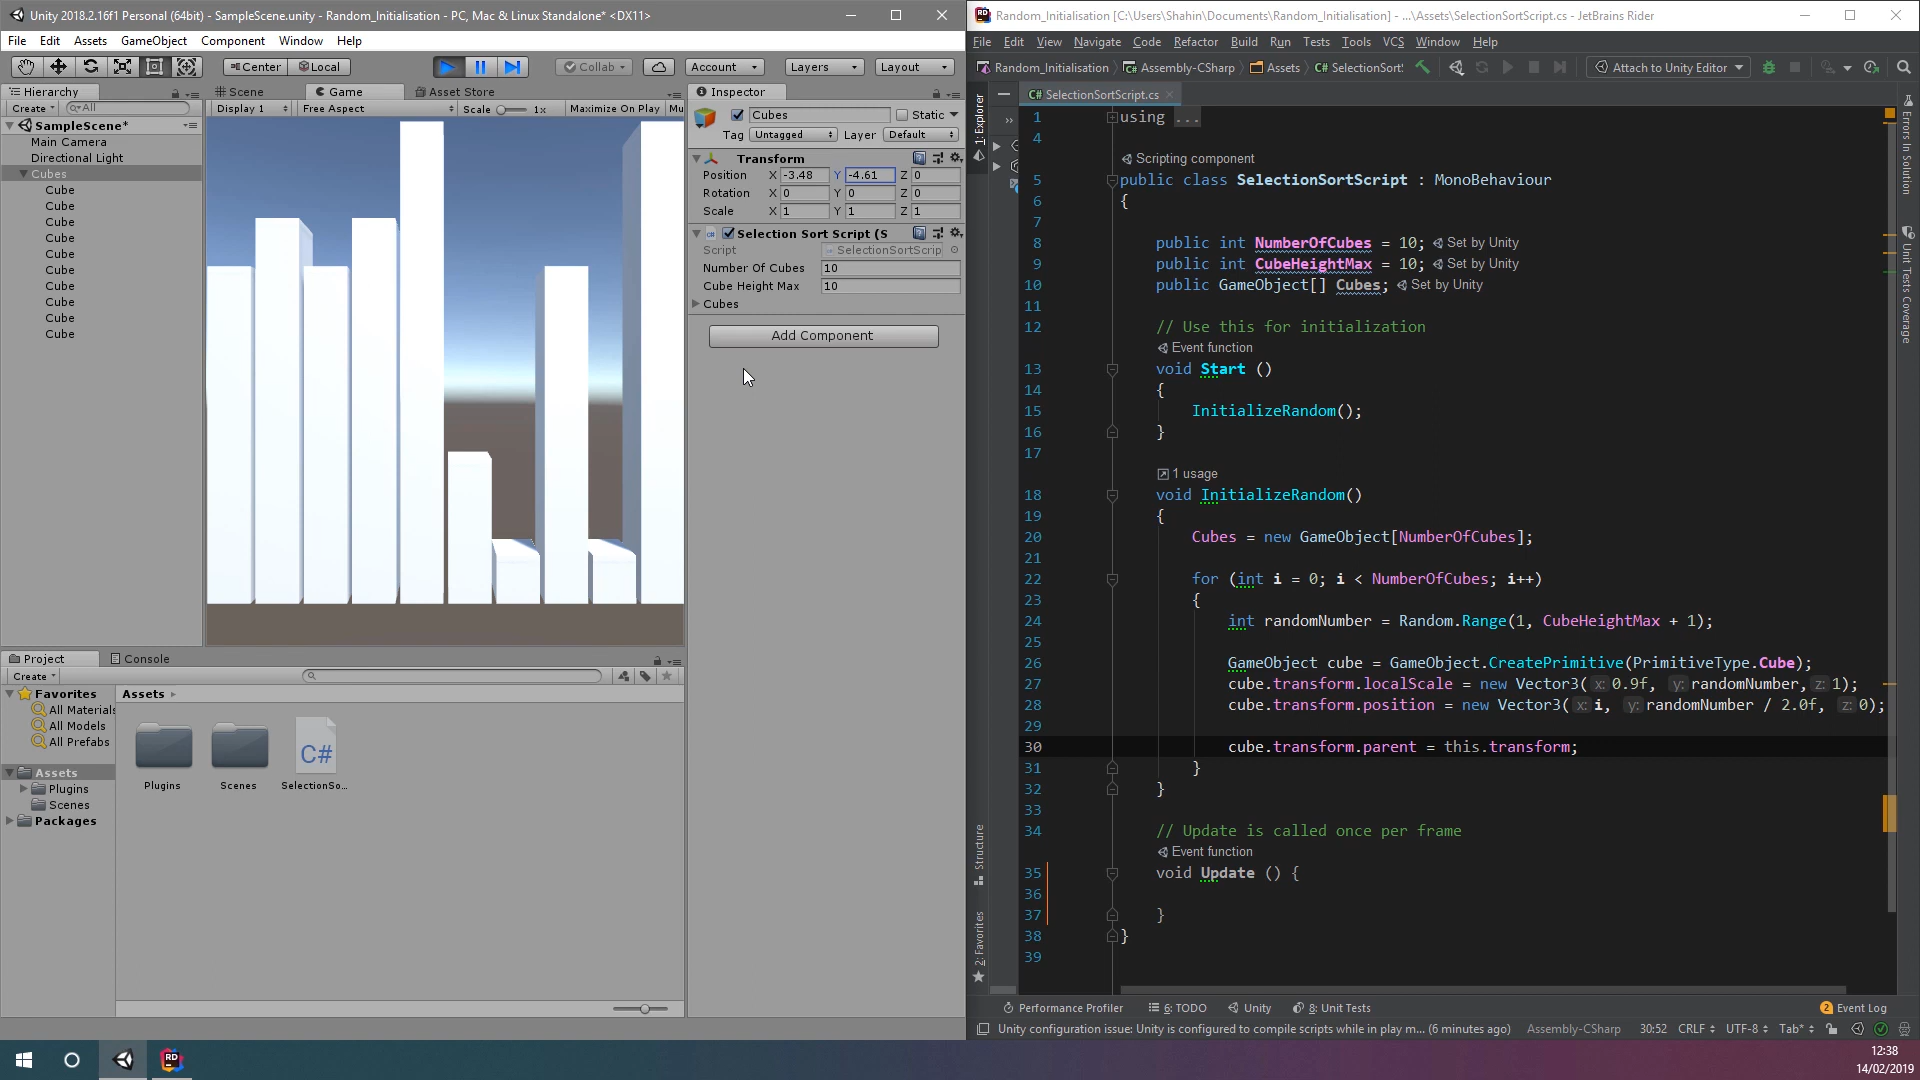 Unity 2018.2.16f1 Personal (64bit) - SampleScene.unity - Random_Initialisation - PC, Mac & Linux Standalone* <DX11>
File Edit Assets GameObject Component Window Help
Center Local Collab Account Layers Layout
Hierarchy
Create All
SampleScene*
Main Camera
Directional Light
Cubes
Cube
Cube
Cube
Cube
Cube
Cube
Cube
Cube
Cube
Cube
Scene Game Asset Store
Display 1 Free Aspect Scale 1x Maximize On Play Mu
Inspector
Cubes Static
Tag Untagged Layer Default
Transform
Position X -3.48 Y -4.61 Z 0
Rotation X 0 Y 0 Z 0
Scale X 1 Y 1 Z 1
Selection Sort Script (S
Script SelectionSortScrip
Number Of Cubes 10
Cube Height Max 10
Cubes
Add Component
Project Console
Create
Favorites
All Materials
All Models
All Prefabs
Assets
Plugins
Scenes
Packages
Assets
Plugins Scenes SelectionSo...
C#
Random_Initialisation [C:\Users\Shahin\Documents\Random_Initialisation] - ...\Assets\SelectionSortScript.cs - JetBrains Rider
File Edit View Navigate Code Refactor Build Run Tests Tools VCS Window Help
Random_Initialisation Assembly-CSharp Assets SelectionSort: Attach to Unity Editor
C# SelectionSortScript.cs
1: Explorer
Structure
2: Favorites
Errors In Solution
Unit Tests Coverage
1 using ...
4
Scripting component
5 public class SelectionSortScript : MonoBehaviour
6 {
7
8 public int NumberOfCubes = 10; Set by Unity
9 public int CubeHeightMax = 10; Set by Unity
10 public GameObject[] Cubes; Set by Unity
11
12 // Use this for initialization
Event function
13 void Start ()
14 {
15 InitializeRandom();
16 }
17
1 usage
18 void InitializeRandom()
19 {
20 Cubes = new GameObject[NumberOfCubes];
21
22 for (int i = 0; i < NumberOfCubes; i++)
23 {
24 int randomNumber = Random.Range(1, CubeHeightMax + 1);
25
26 GameObject cube = GameObject.CreatePrimitive(PrimitiveType.Cube);
27 cube.transform.localScale = new Vector3( x: 0.9f, y: randomNumber, z: 1);
28 cube.transform.position = new Vector3( x: i, y: randomNumber / 2.0f, z: 0);
29
30 cube.transform.parent = this.transform;
31 }
32 }
33
34 // Update is called once per frame
Event function
35 void Update () {
36
37 }
38 }
39
Performance Profiler 6: TODO Unity 8: Unit Tests 2 Event Log
Unity configuration issue: Unity is configured to compile scripts while in play m... (6 minutes ago) Assembly-CSharp 30:52 CRLF UTF-8 Tab*
RD
12:38
14/02/2019